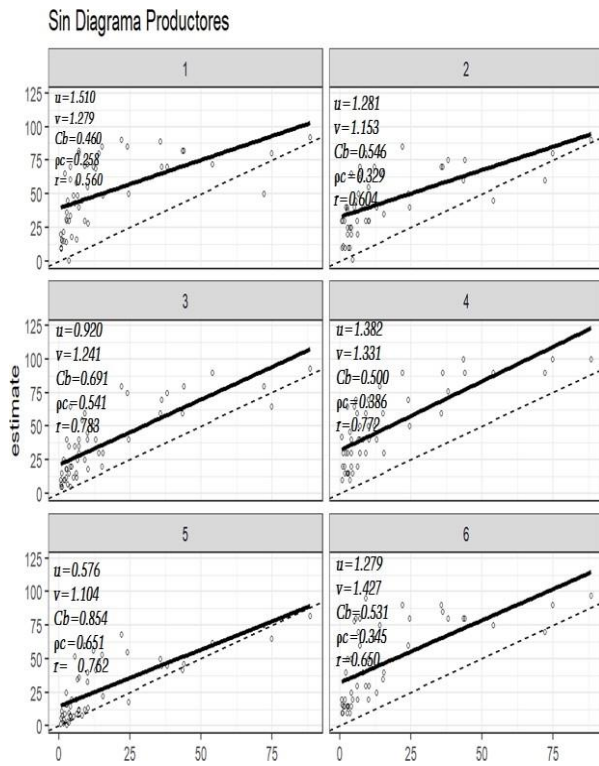 Sin Diagrama Productores
1
2
125
100
75
50
25
0
u=1.510
v=1.279
Cb=0.460
ρc=0.258
r= 0.560
u=1.281
v=1.153
Cb=0.546
ρc=0.329
r=0.604
3
4
estimate
125
100
75
50
25
0
u=0.920
v=1.241
Cb=0.691
ρc=0.541
r=0.783
u=1.382
v=1.331
Cb=0.500
ρc=0.386
r=0.772
5
6
125
100
75
50
25
0
u=0.576
v=1.104
Cb=0.854
ρc=0.651
r= 0.762
u=1.279
v=1.427
Cb=0.531
ρc=0.345
r=0.650
0 25 50 75
0 25 50 75